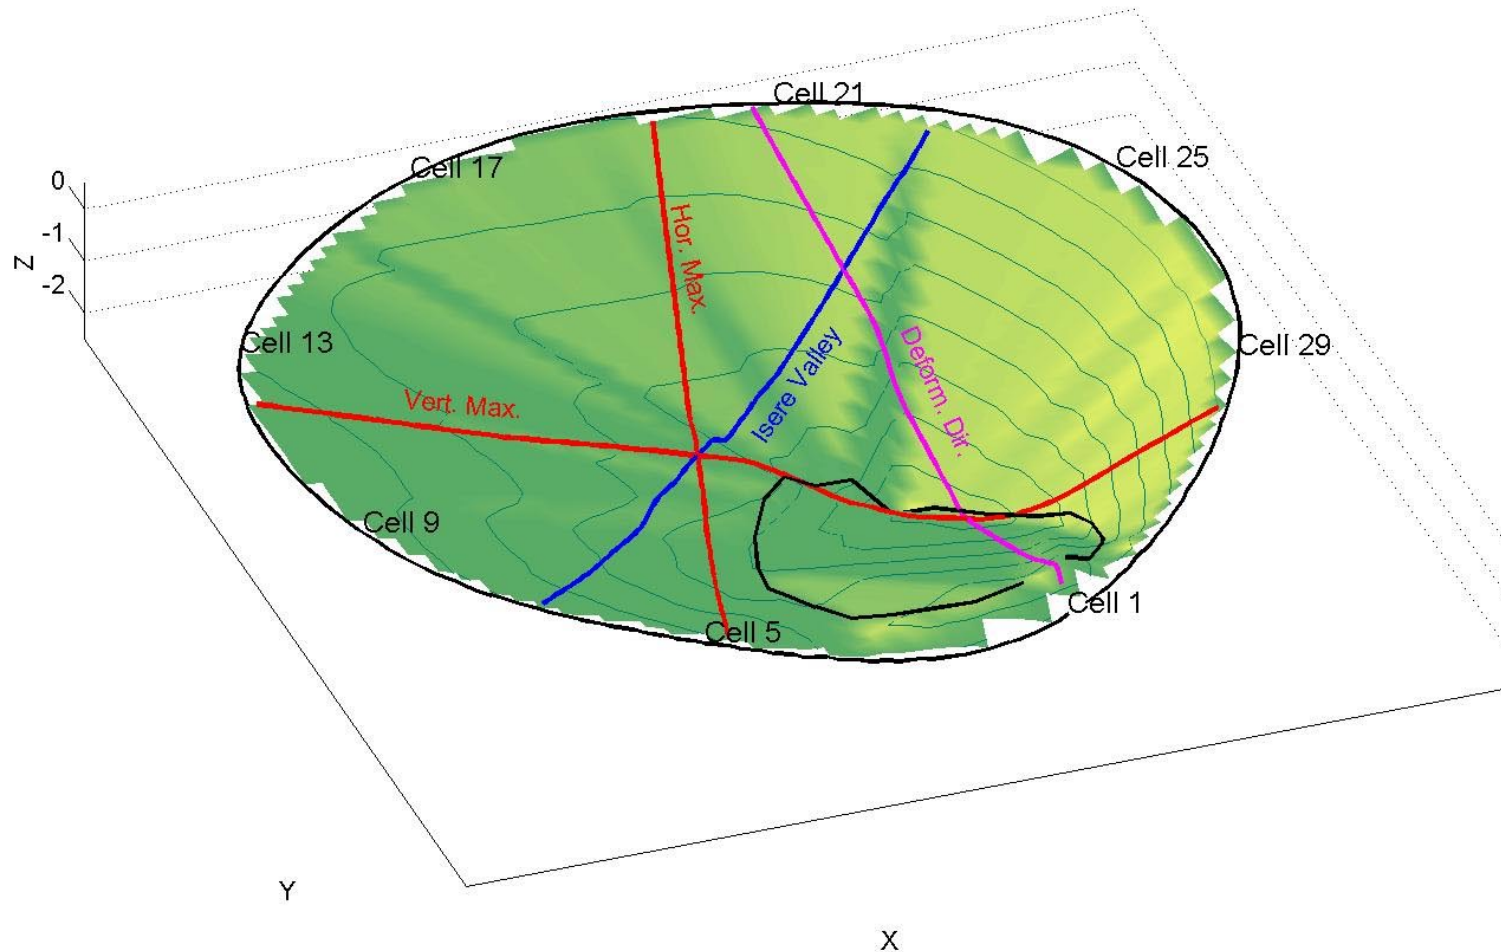 Cell 21
Cell 25
Cell 17
0
-1
-2
Z
Hor. Max.
Cell 13
Cell 29
Isere Valley
Deform. Dir.
Vert. Max.
Cell 9
Cell 1
Cell 5
Y
X